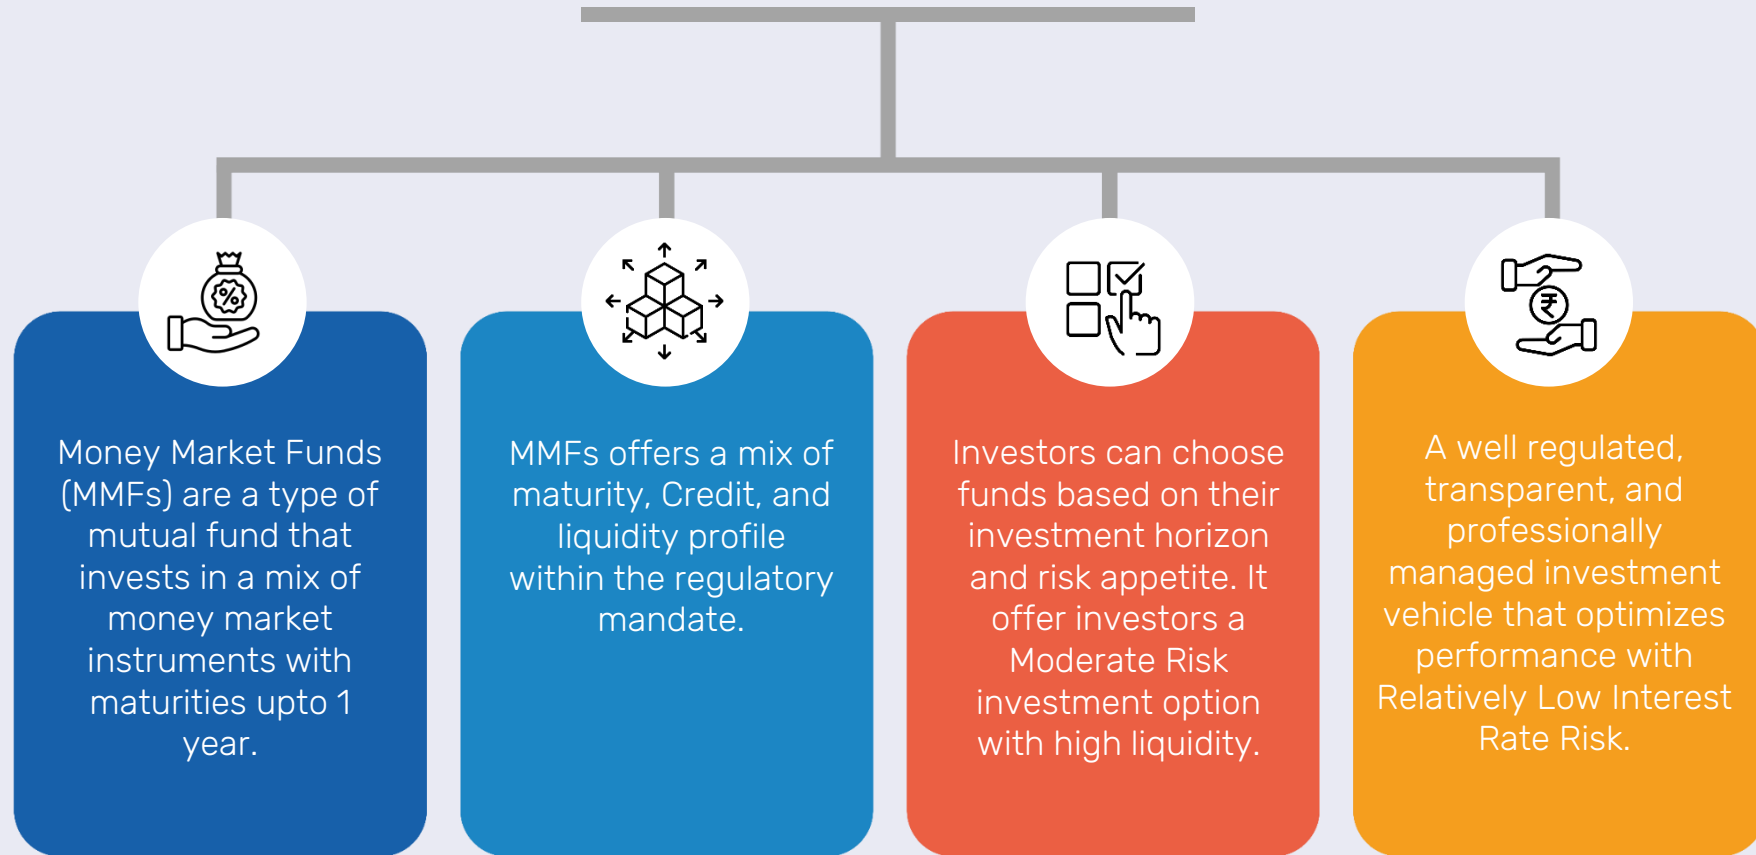 Money Market Funds
(MMFs) are a type of
mutual fund that
invests in a mix of
money market
instruments with
maturities upto 1
year.
MMFs offers a mix of
maturity, Credit, and
liquidity profile
within the regulatory
mandate.
Investors can choose
funds based on their
investment horizon
and risk appetite. It
offer investors a
Moderate Risk
investment option
with high liquidity.
A well regulated,
transparent, and
professionally
managed investment
vehicle that optimizes
performance with
Relatively Low Interest
Rate Risk.